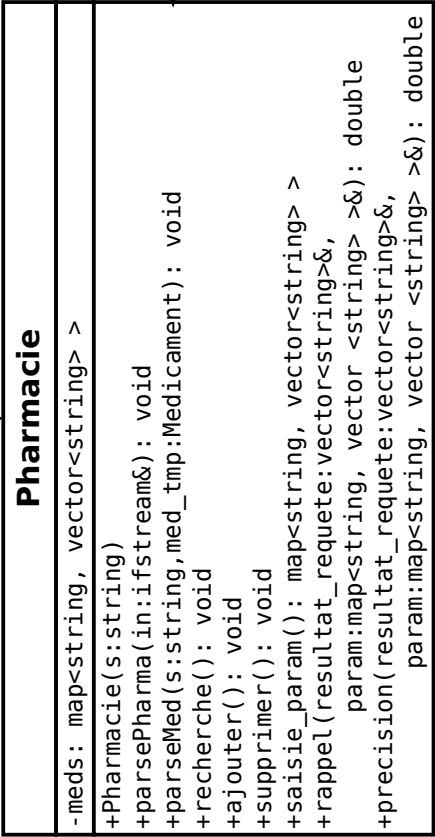 Pharmacie
-meds: map<string, vector<string> >
+Pharmacie(s:string)
+parsePharma(in:ifstream&): void
+parseMed(s:string,med_tmp:Medicament): void
+recherche(): void
+ajouter(): void
+supprimer(): void
+saisie_param(): map<string, vector<string> >
+rappel(resultat_requete:vector<string>&,
param:map<string, vector <string> >&): double
+precision(resultat_requete:vector<string>&,
param:map<string, vector <string> >&): double